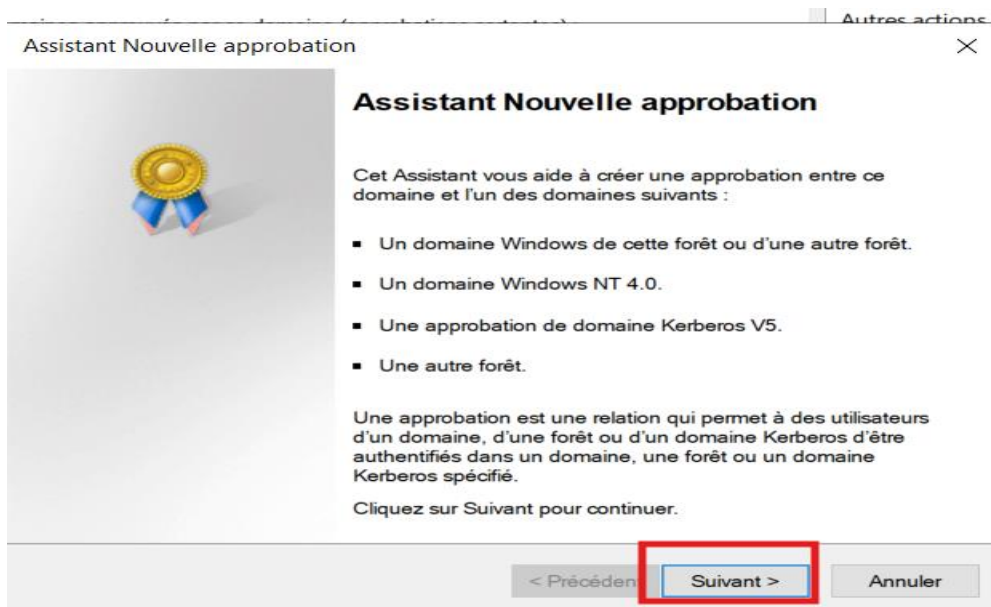 Autres actions
Assistant Nouvelle approbation
Assistant Nouvelle approbation
Cet Assistant vous aide à créer une approbation entre ce
domaine et l'un des domaines suivants :
▪ Un domaine Windows de cette forêt ou d'une autre forêt.
▪ Un domaine Windows NT 4.0.
▪ Une approbation de domaine Kerberos V5.
▪ Une autre forêt.
Une approbation est une relation qui permet à des utilisateurs
d'un domaine, d'une forêt ou d'un domaine Kerberos d'être
authentifiés dans un domaine, une forêt ou un domaine
Kerberos spécifié.
Cliquez sur Suivant pour continuer.
< Précéden Suivant > Annuler